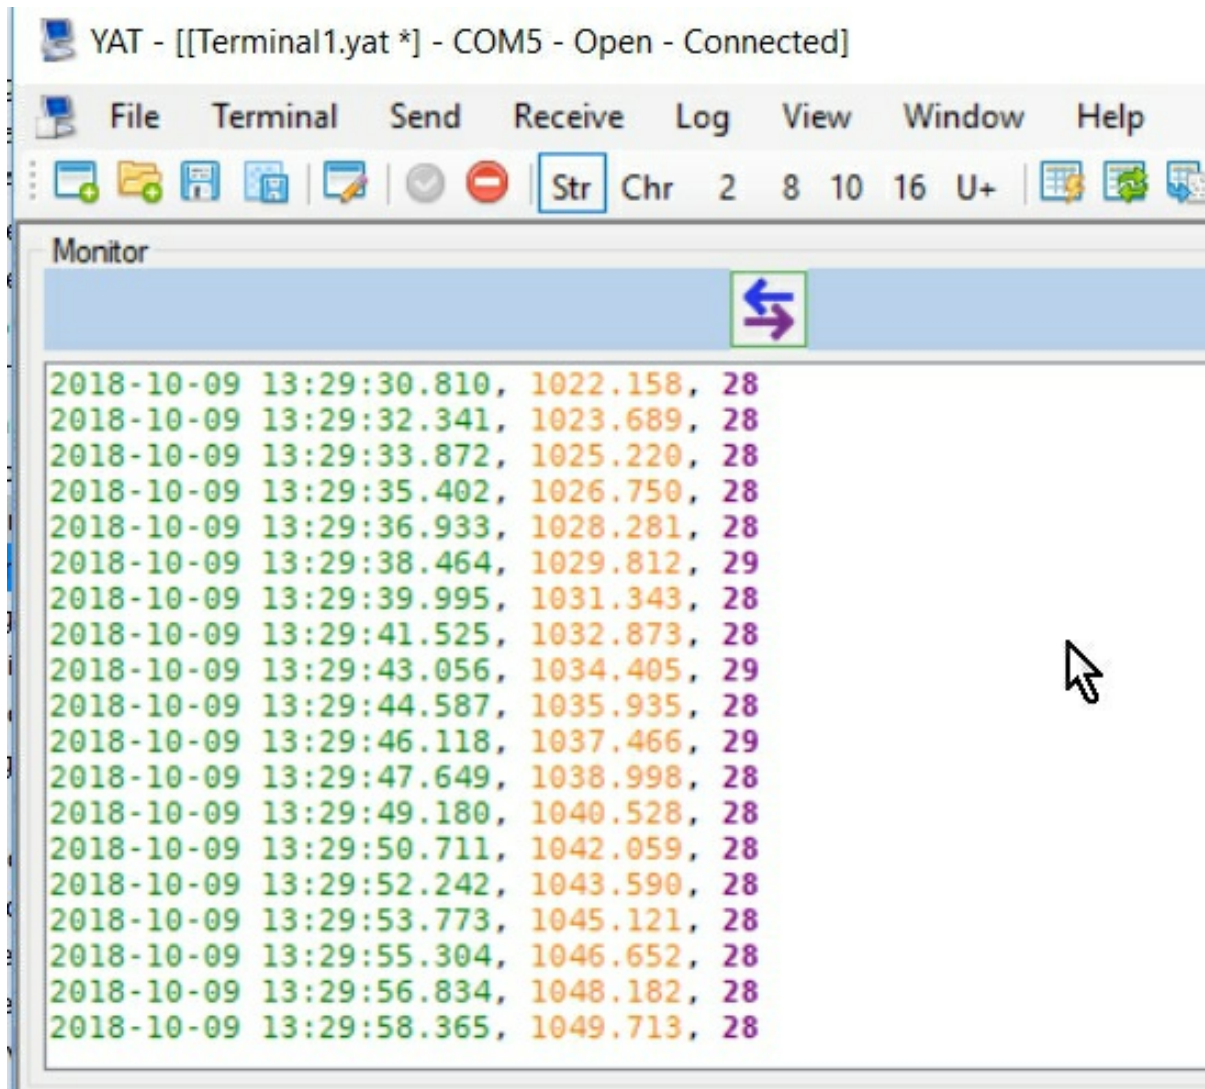 YAT - [[Terminal1.yat *] - COM5 - Open - Connected]
File Terminal Send Receive Log View Window Help
Str Chr 2 8 10 16 U+
Monitor
2018-10-09 13:29:30.810, 1022.158, 28
2018-10-09 13:29:32.341, 1023.689, 28
2018-10-09 13:29:33.872, 1025.220, 28
2018-10-09 13:29:35.402, 1026.750, 28
2018-10-09 13:29:36.933, 1028.281, 28
2018-10-09 13:29:38.464, 1029.812, 29
2018-10-09 13:29:39.995, 1031.343, 28
2018-10-09 13:29:41.525, 1032.873, 28
2018-10-09 13:29:43.056, 1034.405, 29
2018-10-09 13:29:44.587, 1035.935, 28
2018-10-09 13:29:46.118, 1037.466, 29
2018-10-09 13:29:47.649, 1038.998, 28
2018-10-09 13:29:49.180, 1040.528, 28
2018-10-09 13:29:50.711, 1042.059, 28
2018-10-09 13:29:52.242, 1043.590, 28
2018-10-09 13:29:53.773, 1045.121, 28
2018-10-09 13:29:55.304, 1046.652, 28
2018-10-09 13:29:56.834, 1048.182, 28
2018-10-09 13:29:58.365, 1049.713, 28